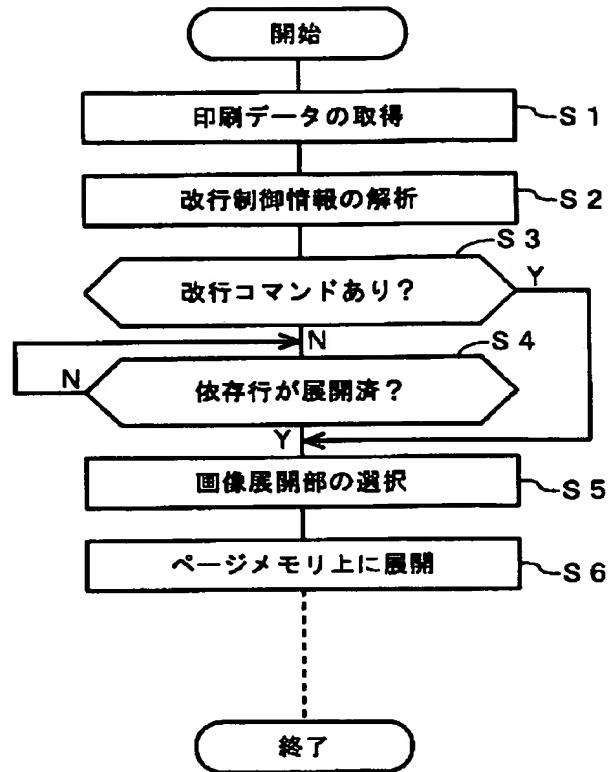 開始
印刷データの取得
S1
改行制御情報の解析
S2
S3
改行コマンドあり?
Y
N
S4
N
依存行が展開済?
Y
画像展開部の選択
S5
ページメモリ上に展開
S6
終了